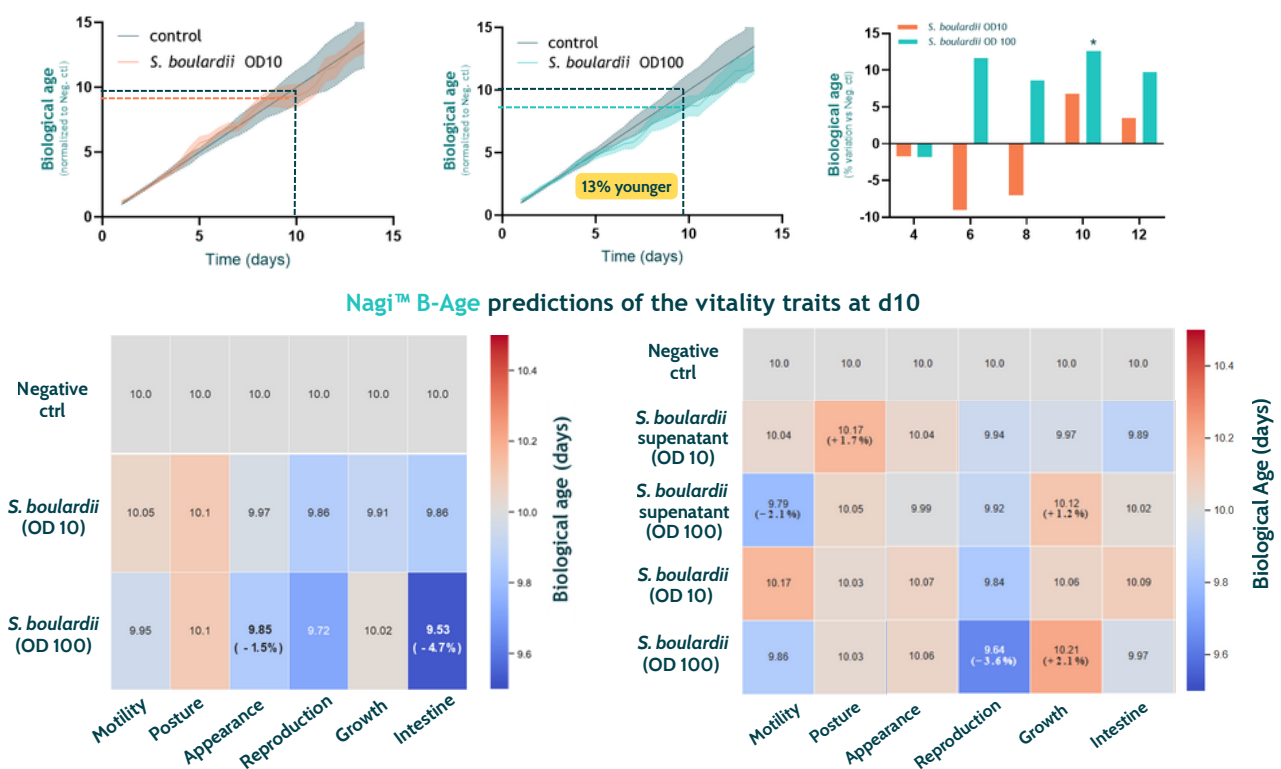 15
10
5
0
0
5
10
15
Biological age
(normalized to Neg. ctl)
control
S. boulardii OD10
Time (days)
15
10
5
0
0
5
10
15
Biological age
(normalized to Neg. ctl)
control
S. boulardii OD100
13% younger
Time (days)
15
10
5
0
-5
-10
4
6
8
10
12
Biological age
(% variation vs Neg. ctl)
S. boulardii OD10
S. boulardii OD 100
*
Nagi™ B-Age predictions of the vitality traits at d10
Negative
ctrl
10.0 10.0 10.0 10.0 10.0 10.0
S. boulardii
(OD 10)
10.05 10.1 9.97 9.86 9.91 9.86
S. boulardii
(OD 100)
9.95 10.1 9.85 9.72 10.02 9.53
( - 1.5%) ( -4.7%)
Motility
Posture
Appearance
Reproduction
Growth
Intestine
10.4
10.2
10.0
9.8
9.6
Biological age (days)
Negative
ctrl
10.0 10.0 10.0 10.0 10.0 10.0
S. boulardii
supenatant
(OD 10)
10.04 10.17 10.04 9.94 9.97 9.89
(+1.7%)
S. boulardii
supenatant
(OD 100)
9.79 10.05 9.99 9.92 10.12 10.02
(-2.1%) (+1.2%)
S. boulardii
(OD 10)
10.17 10.03 10.07 9.84 10.06 10.09
S. boulardii
(OD 100)
9.86 10.03 10.06 9.64 10.21 9.97
(-3.6%) (+2.1%)
Motility
Posture
Appearance
Reproduction
Growth
Intestine
10.4
10.2
10.0
9.8
9.6
Biological Age (days)